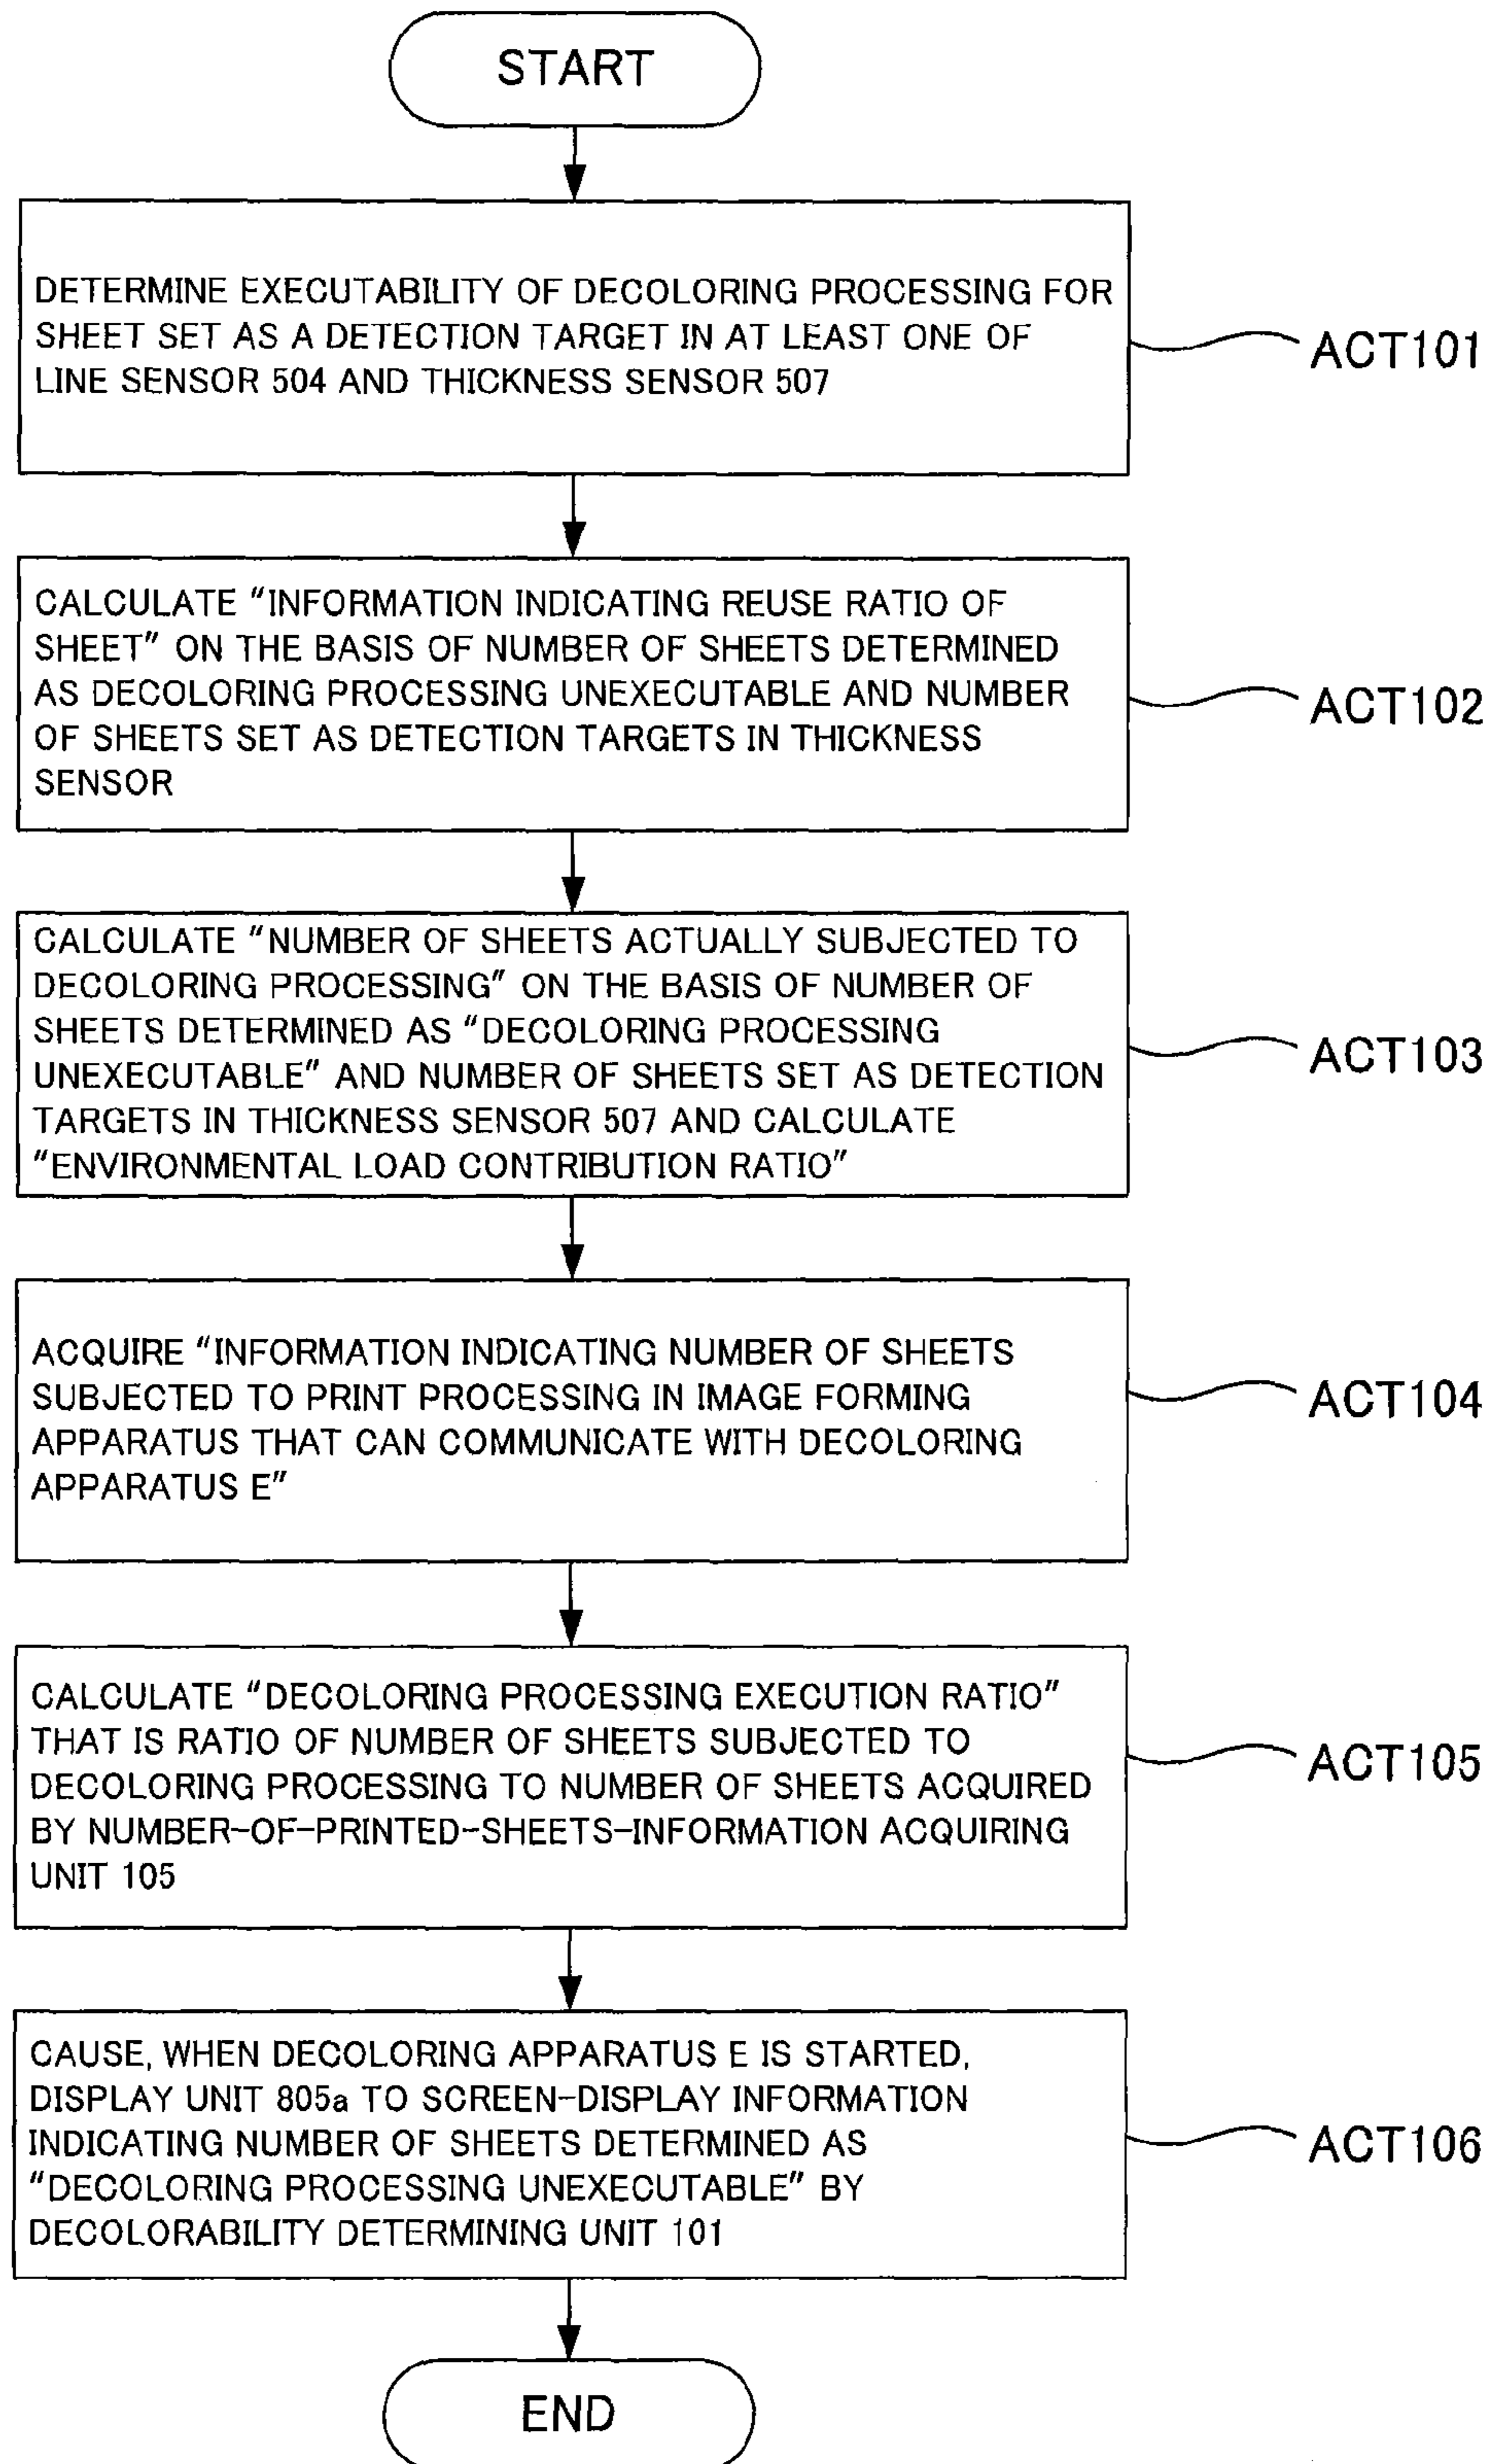 START
DETERMINE EXECUTABILITY OF DECOLORING PROCESSING FOR
SHEET SET AS A DETECTION TARGET IN AT LEAST ONE OF
LINE SENSOR 504 AND THICKNESS SENSOR 507
ACT101
CALCULATE "INFORMATION INDICATING REUSE RATIO OF
SHEET" ON THE BASIS OF NUMBER OF SHEETS DETERMINED
AS DECOLORING PROCESSING UNEXECUTABLE AND NUMBER
OF SHEETS SET AS DETECTION TARGETS IN THICKNESS
SENSOR
ACT102
CALCULATE "NUMBER OF SHEETS ACTUALLY SUBJECTED TO
DECOLORING PROCESSING" ON THE BASIS OF NUMBER OF
SHEETS DETERMINED AS "DECOLORING PROCESSING
UNEXECUTABLE" AND NUMBER OF SHEETS SET AS DETECTION
TARGETS IN THICKNESS SENSOR 507 AND CALCULATE
"ENVIRONMENTAL LOAD CONTRIBUTION RATIO"
ACT103
ACQUIRE "INFORMATION INDICATING NUMBER OF SHEETS
SUBJECTED TO PRINT PROCESSING IN IMAGE FORMING
APPARATUS THAT CAN COMMUNICATE WITH DECOLORING
APPARATUS E"
ACT104
CALCULATE "DECOLORING PROCESSING EXECUTION RATIO"
THAT IS RATIO OF NUMBER OF SHEETS SUBJECTED TO
DECOLORING PROCESSING TO NUMBER OF SHEETS ACQUIRED
BY NUMBER-OF-PRINTED-SHEETS-INFORMATION ACQUIRING
UNIT 105
ACT105
CAUSE, WHEN DECOLORING APPARATUS E IS STARTED,
DISPLAY UNIT 805a TO SCREEN-DISPLAY INFORMATION
INDICATING NUMBER OF SHEETS DETERMINED AS
"DECOLORING PROCESSING UNEXECUTABLE" BY
DECOLORABILITY DETERMINING UNIT 101
ACT106
END